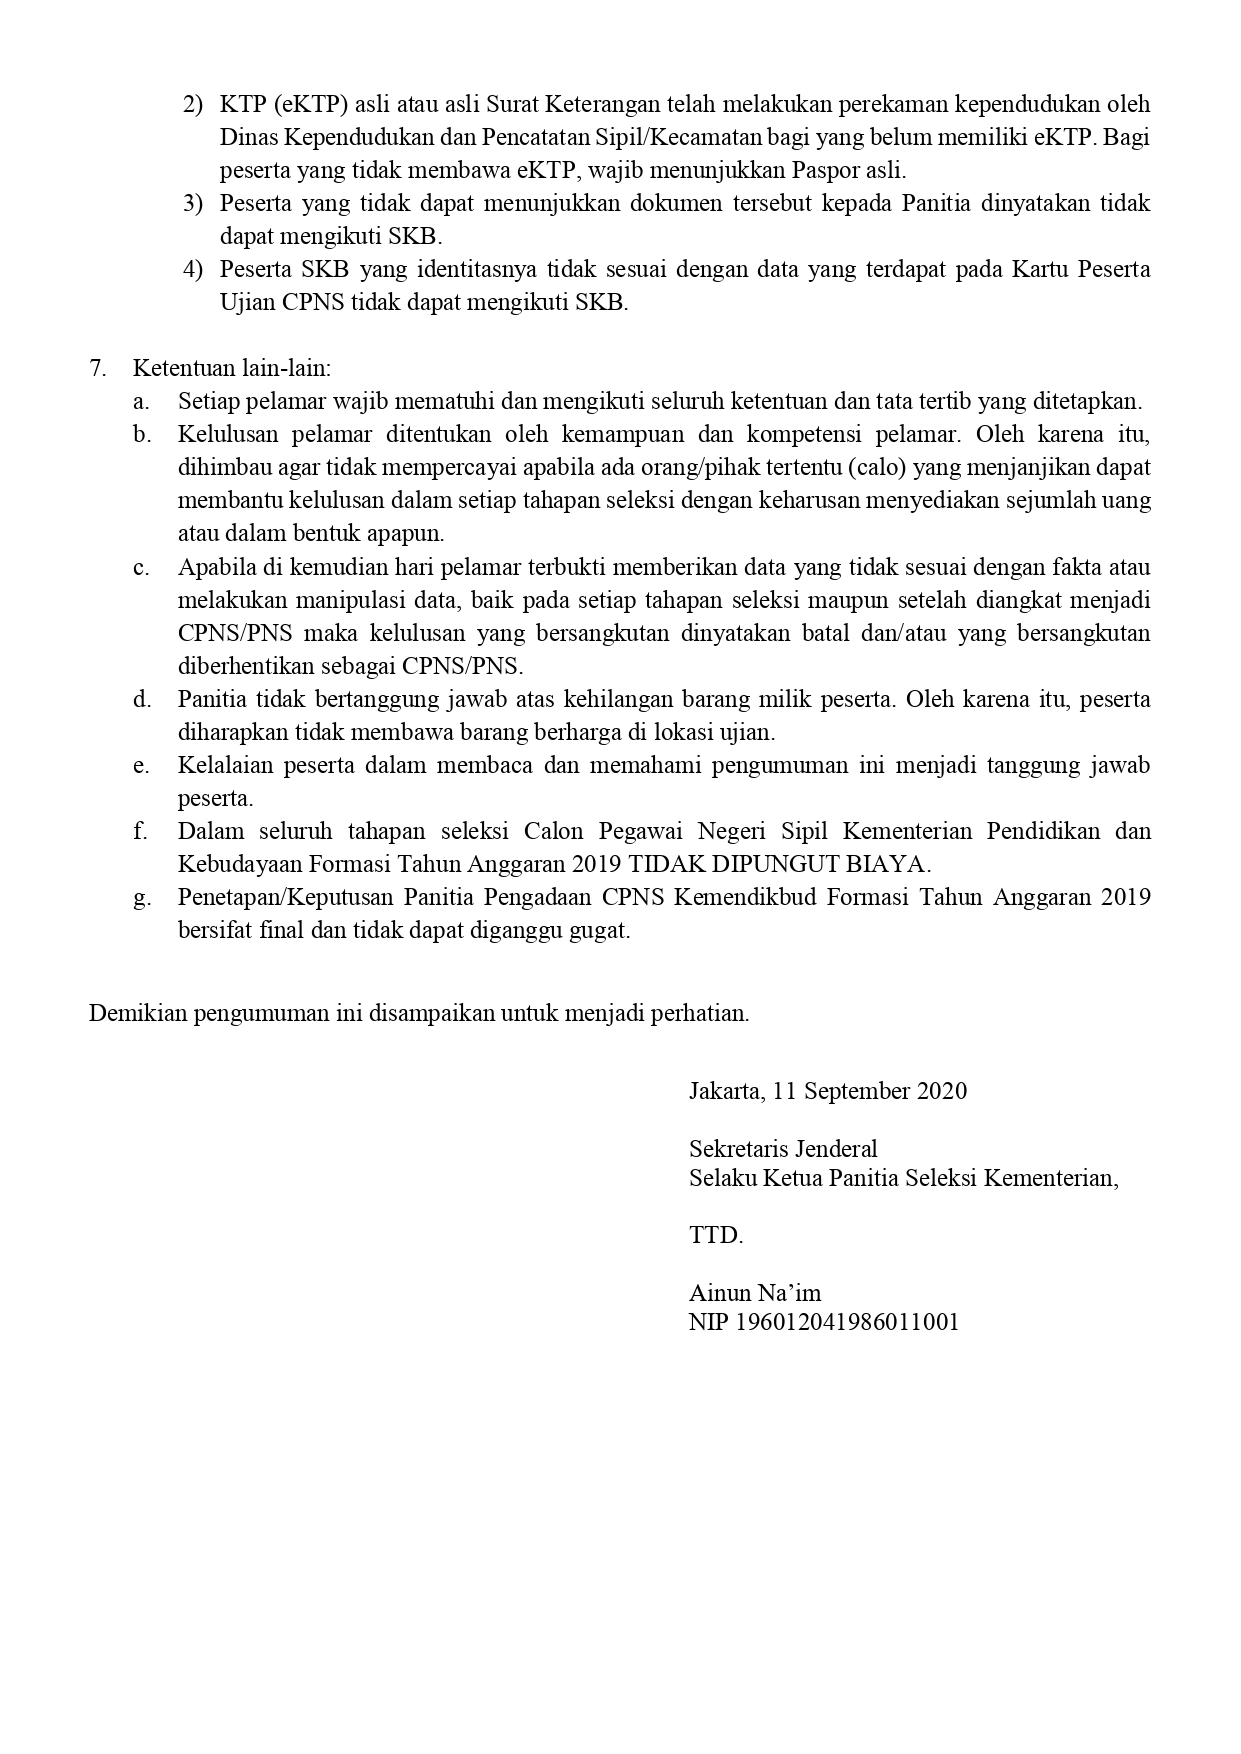 2) KTP (eKTP) asli atau asli Surat Keterangan telah melakukan perekaman kependudukan oleh
Dinas Kependudukan dan Pencatatan Sipil/Kecamatan bagi yang belum memiliki eKTP. Bagi
peserta yang tidak membawa eKTP, wajib menunjukkan Paspor asli.
3) Peserta yang tidak dapat menunjukkan dokumen tersebut kepada Panitia dinyatakan tidak
dapat mengikuti SKB.
4) Peserta SKB yang identitasnya tidak sesuai dengan data yang terdapat pada Kartu Peserta
Ujian CPNS tidak dapat mengikuti SKB.
7. Ketentuan lain-lain:
a. Setiap pelamar wajib mematuhi dan mengikuti seluruh ketentuan dan tata tertib yang ditetapkan.
b. Kelulusan pelamar ditentukan oleh kemampuan dan kompetensi pelamar. Oleh karena itu,
dihimbau agar tidak mempercayai apabila ada orang/pihak tertentu (calo) yang menjanjikan dapat
membantu kelulusan dalam setiap tahapan seleksi dengan keharusan menyediakan sejumlah uang
atau dalam bentuk apapun.
c. Apabila di kemudian hari pelamar terbukti memberikan data yang tidak sesuai dengan fakta atau
melakukan manipulasi data, baik pada setiap tahapan seleksi maupun setelah diangkat menjadi
CPNS/PNS maka kelulusan yang bersangkutan dinyatakan batal dan/atau yang bersangkutan
diberhentikan sebagai CPNS/PNS.
d. Panitia tidak bertanggung jawab atas kehilangan barang milik peserta. Oleh karena itu, peserta
diharapkan tidak membawa barang berharga di lokasi ujian.
e. Kelalaian peserta dalam membaca dan memahami pengumuman ini menjadi tanggung jawab
peserta.
f. Dalam seluruh tahapan seleksi Calon Pegawai Negeri Sipil Kementerian Pendidikan dan
Kebudayaan Formasi Tahun Anggaran 2019 TIDAK DIPUNGUT BIAYA.
g. Penetapan/Keputusan Panitia Pengadaan CPNS Kemendikbud Formasi Tahun Anggaran 2019
bersifat final dan tidak dapat diganggu gugat.
Demikian pengumuman ini disampaikan untuk menjadi perhatian.
Jakarta, 11 September 2020
Sekretaris Jenderal
Selaku Ketua Panitia Seleksi Kementerian,
TTD.
Ainun Na’im
NIP 196012041986011001